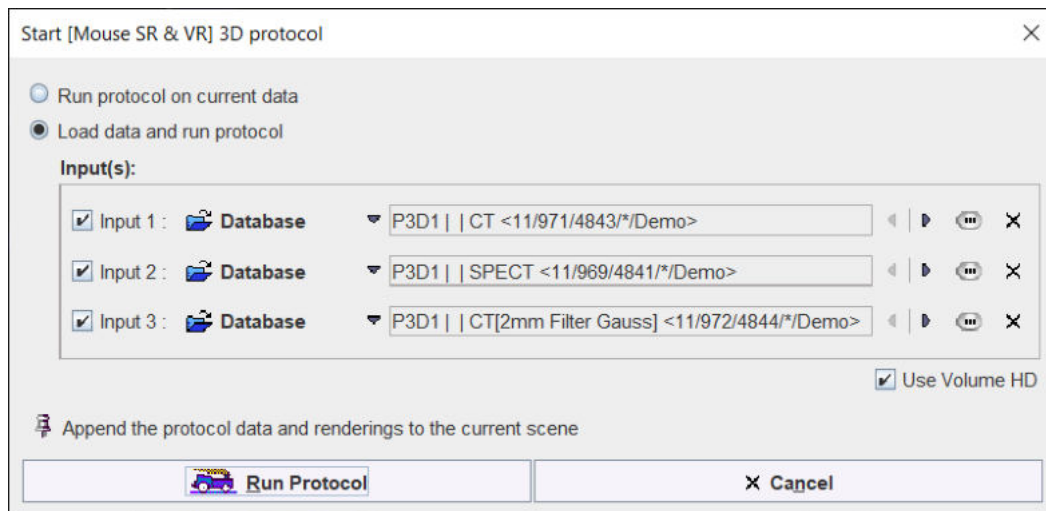 Start [Mouse SR & VR] 3D protocol
Run protocol on current data
Load data and run protocol
Input(s):
Input 1 : Database P3D1 | | CT <11/971/4843/*/Demo>
Input 2 : Database P3D1 | | SPECT <11/969/4841/*/Demo>
Input 3 : Database P3D1 | | CT[2mm Filter Gauss] <11/972/4844/*/Demo>
Use Volume HD
Append the protocol data and renderings to the current scene
Run Protocol Cancel